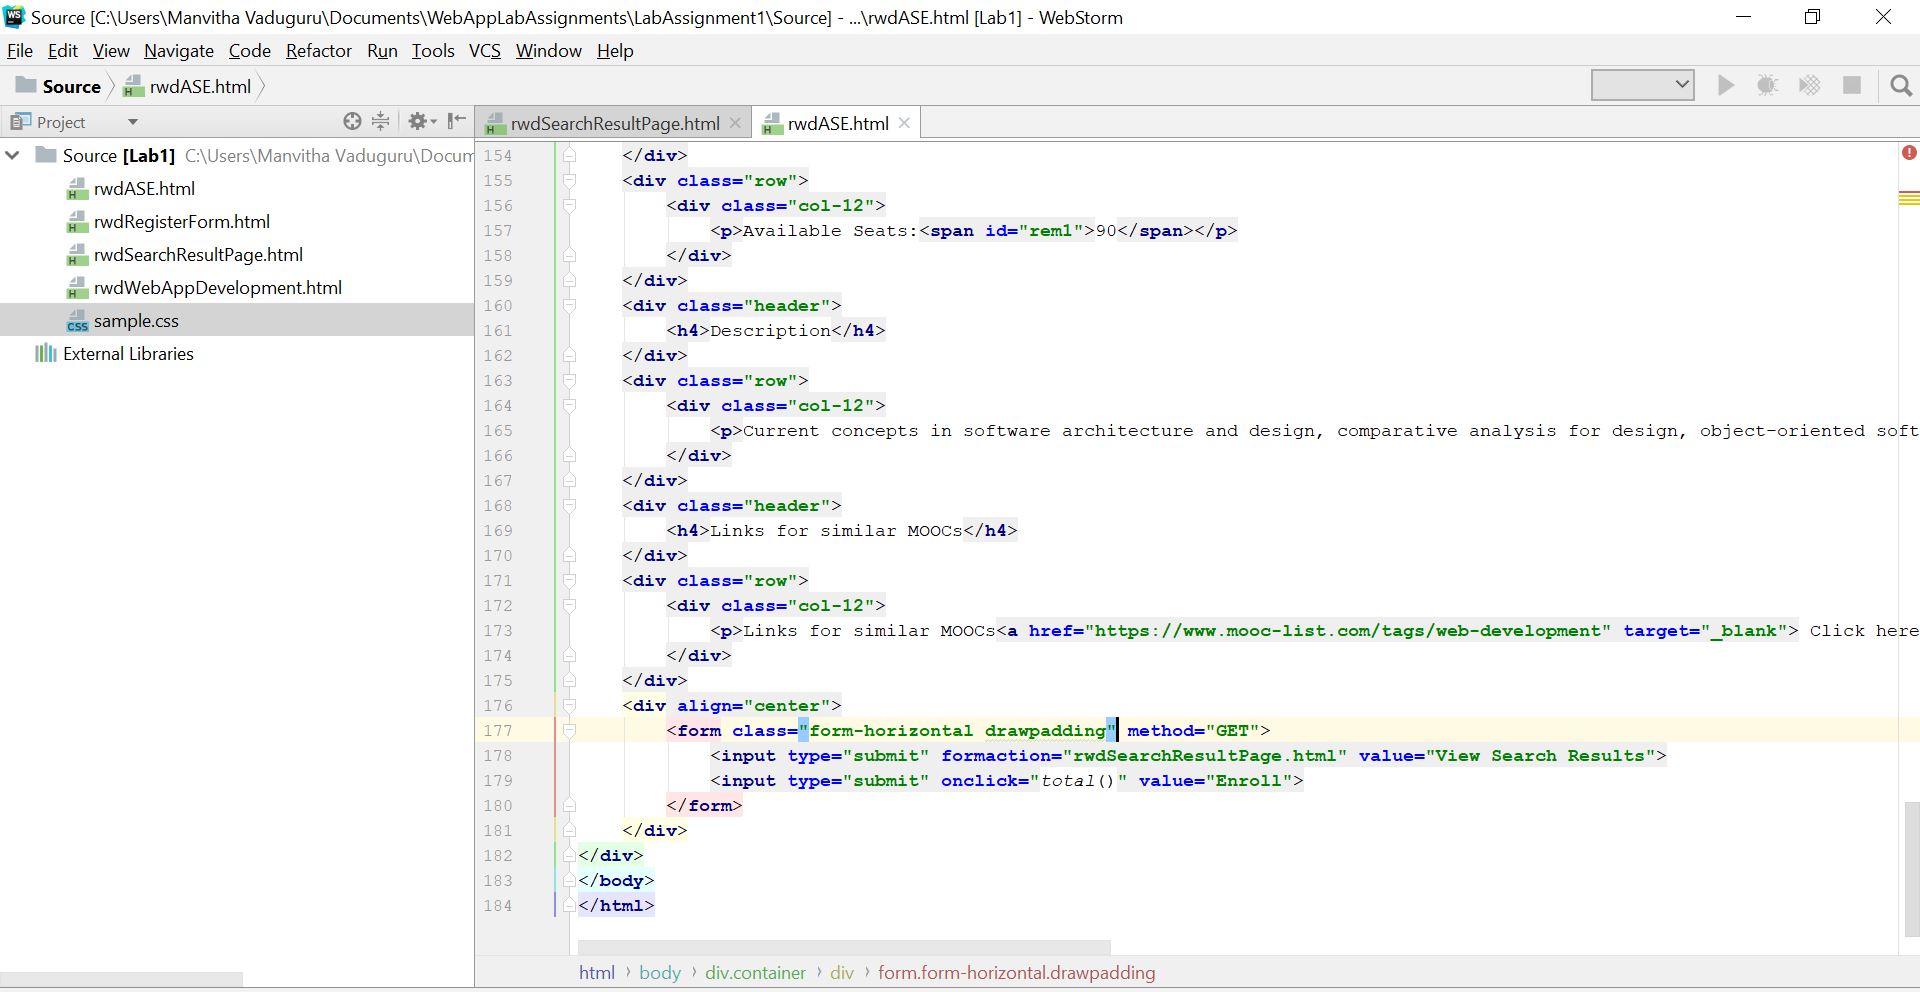 WS Source [C:\Users\Manvitha Vaduguru\Documents\WebAppLabAssignments\LabAssignment1\Source] - ...\rwdASE.html [Lab1] - WebStorm
File Edit View Navigate Code Refactor Run Tools VCS Window Help
Source rwdASE.html
Project
rwdSearchResultPage.html rwdASE.html
Source [Lab1] C:\Users\Manvitha Vaduguru\Docum
rwdASE.html
rwdRegisterForm.html
rwdSearchResultPage.html
rwdWebAppDevelopment.html
sample.css
External Libraries
154 </div>
155 <div class="row">
156 <div class="col-12">
157 <p>Available Seats:<span id="rem1">90</span></p>
158 </div>
159 </div>
160 <div class="header">
161 <h4>Description</h4>
162 </div>
163 <div class="row">
164 <div class="col-12">
165 <p>Current concepts in software architecture and design, comparative analysis for design, object-oriented soft
166 </div>
167 </div>
168 <div class="header">
169 <h4>Links for similar MOOCs</h4>
170 </div>
171 <div class="row">
172 <div class="col-12">
173 <p>Links for similar MOOCs<a href="https://www.mooc-list.com/tags/web-development" target="_blank"> Click here
174 </div>
175 </div>
176 <div align="center">
177 <form class="form-horizontal drawpadding" method="GET">
178 <input type="submit" formaction="rwdSearchResultPage.html" value="View Search Results">
179 <input type="submit" onclick="total()" value="Enroll">
180 </form>
181 </div>
182 </div>
183 </body>
184 </html>
html › body › div.container › div › form.form-horizontal.drawpadding